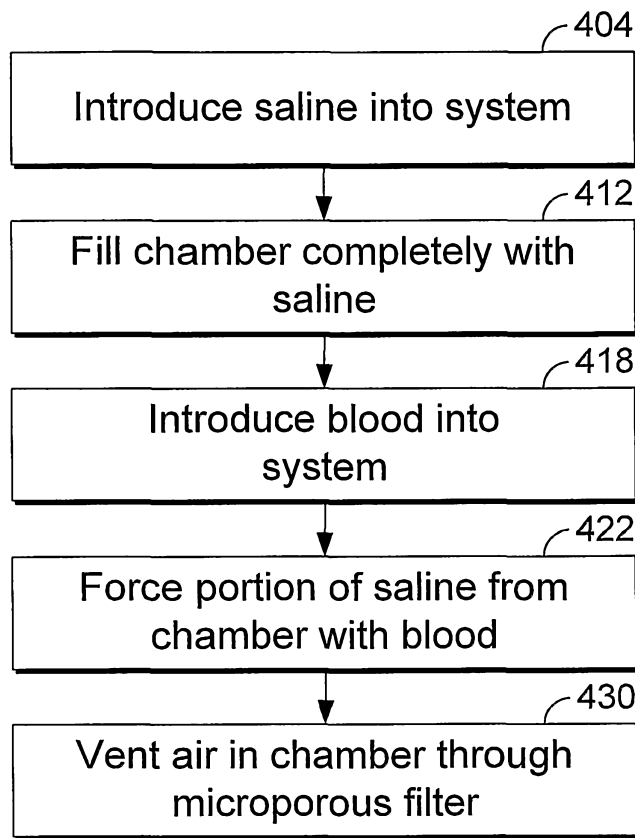 404
Introduce saline into system
412
Fill chamber completely with
saline
418
Introduce blood into
system
422
Force portion of saline from
chamber with blood
430
Vent air in chamber through
microporous filter